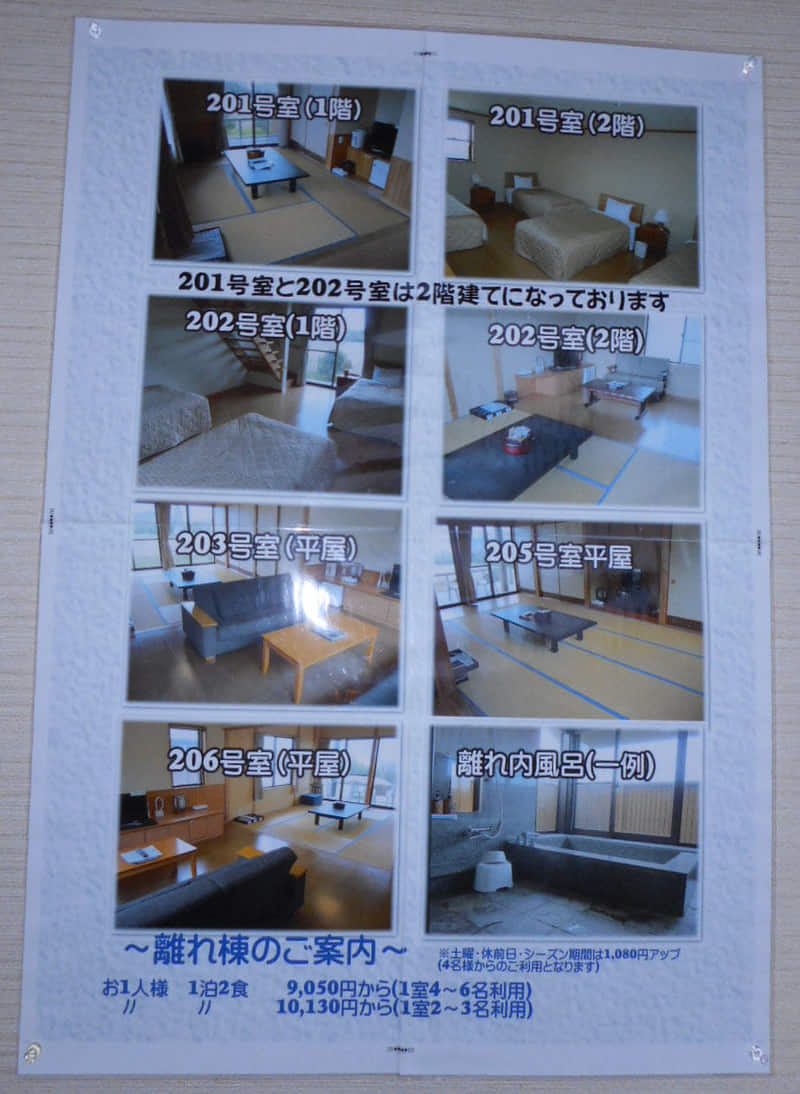 201号室(1階)
201号室(2階)
201号室と202号室は2階建てになっております
202号室(1階)
202号室(2階)
203号室(平屋)
205号室平屋
206号室(平屋)
離れ内風呂(一例)
～離れ棟のご案内～
※土曜・休前日・シーズン期間は1,080円アップ
(4名様からのご利用となります)
お1人様 1泊2食 9,050円から(1室4～6名利用)
〃 〃 10,130円から(1室2～3名利用)